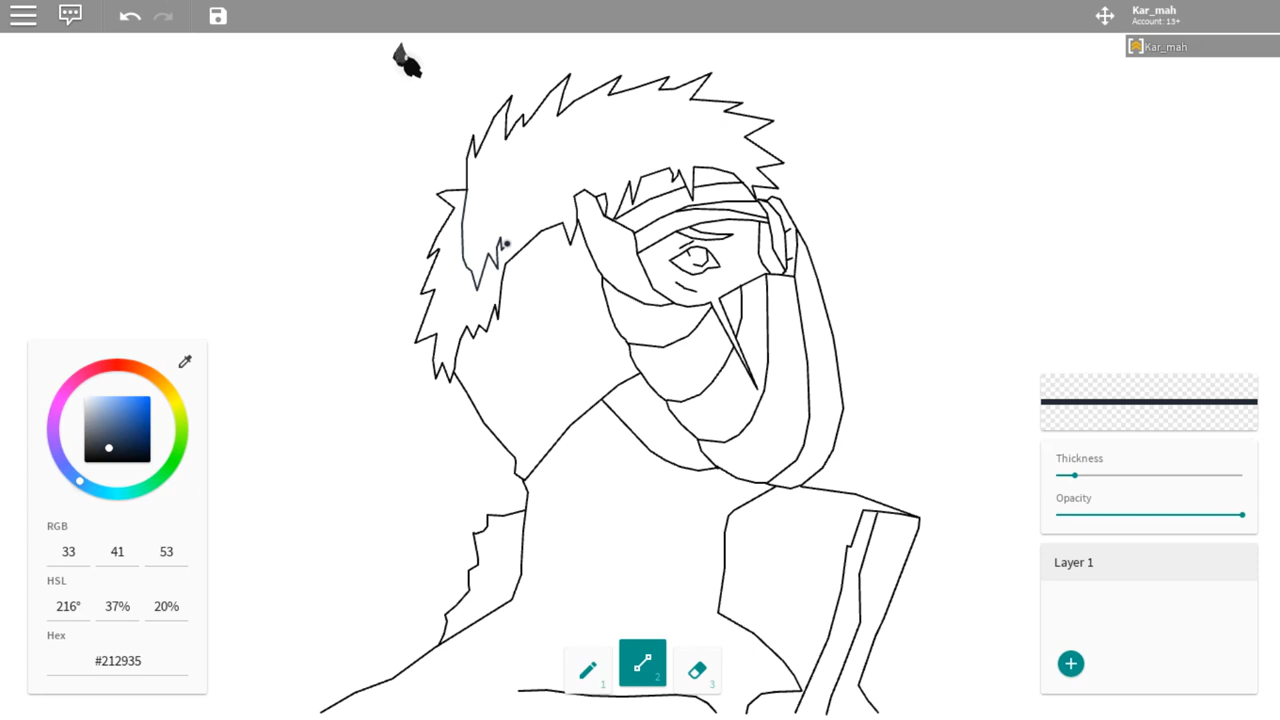 Kar_mah
Account: 13+
Kar_mah
RGB
33 41 53
HSL
216° 37% 20%
Hex
#212935
Thickness
Opacity
Layer 1
1 2 3